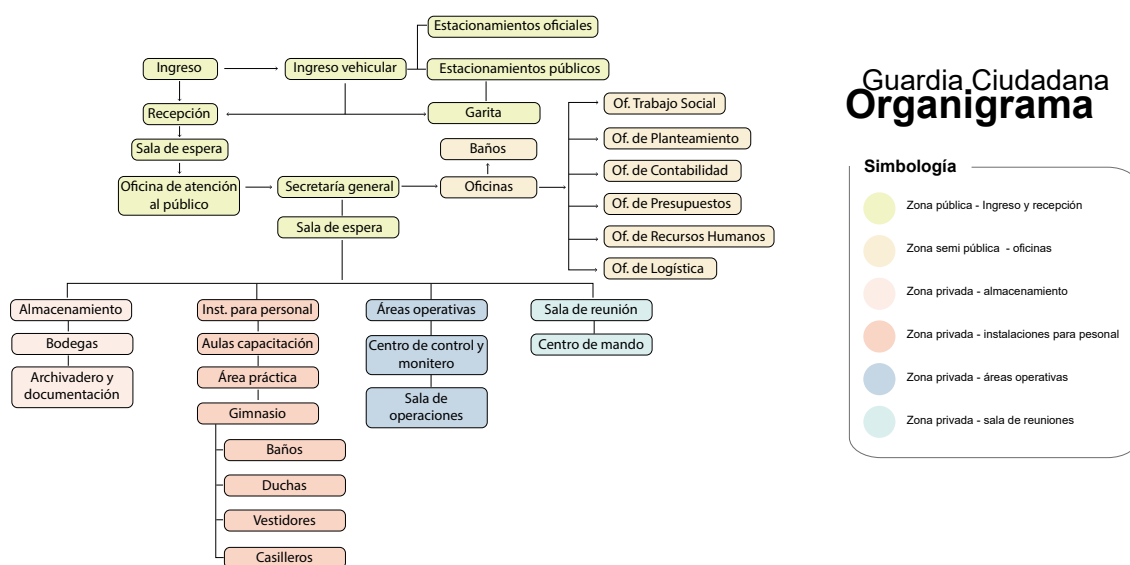 Estacionamientos oficiales
Ingreso
Ingreso vehicular
Estacionamientos públicos
Recepción
Garita
Sala de espera
Baños
Oficina de atención
al público
Secretaría general
Oficinas
Sala de espera
Of. Trabajo Social
Of. de Planteamiento
Of. de Contabilidad
Of. de Presupuestos
Of. de Recursos Humanos
Of. de Logística
Almacenamiento
Bodegas
Archivadero y
documentación
Inst. para personal
Aulas capacitación
Área práctica
Gimnasio
Baños
Duchas
Vestidores
Casilleros
Áreas operativas
Centro de control y
monitero
Sala de
operaciones
Sala de reunión
Centro de mando
Guardia Ciudadana
Organigrama
Simbología
Zona pública - Ingreso y recepción
Zona semi pública - oficinas
Zona privada - almacenamiento
Zona privada - instalaciones para pesonal
Zona privada - áreas operativas
Zona privada - sala de reuniones